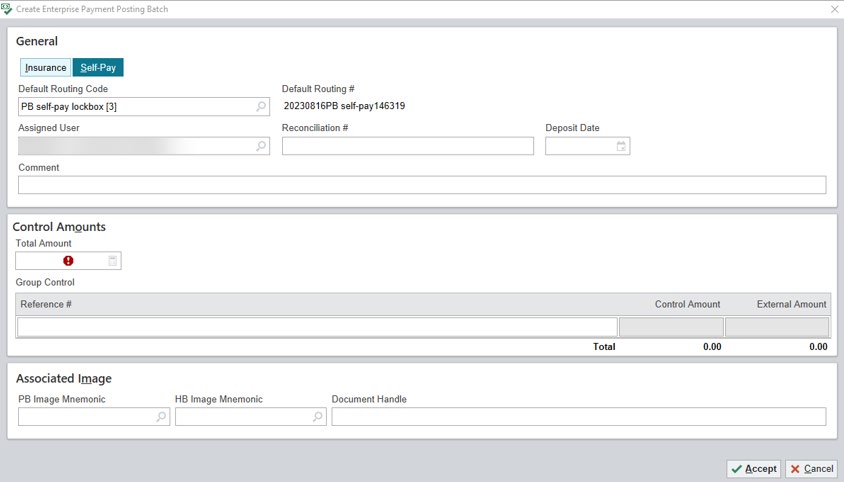 Create Enterprise Payment Posting Batch
General
Insurance Self-Pay
Default Routing Code Default Routing #
PB self-pay lockbox [3] 20230816PB self-pay146319
Assigned User Reconciliation # Deposit Date
Comment
Control Amounts
Total Amount
Group Control
Reference # Control Amount External Amount
Total 0.00 0.00
Associated Image
PB Image Mnemonic HB Image Mnemonic Document Handle
Accept Cancel